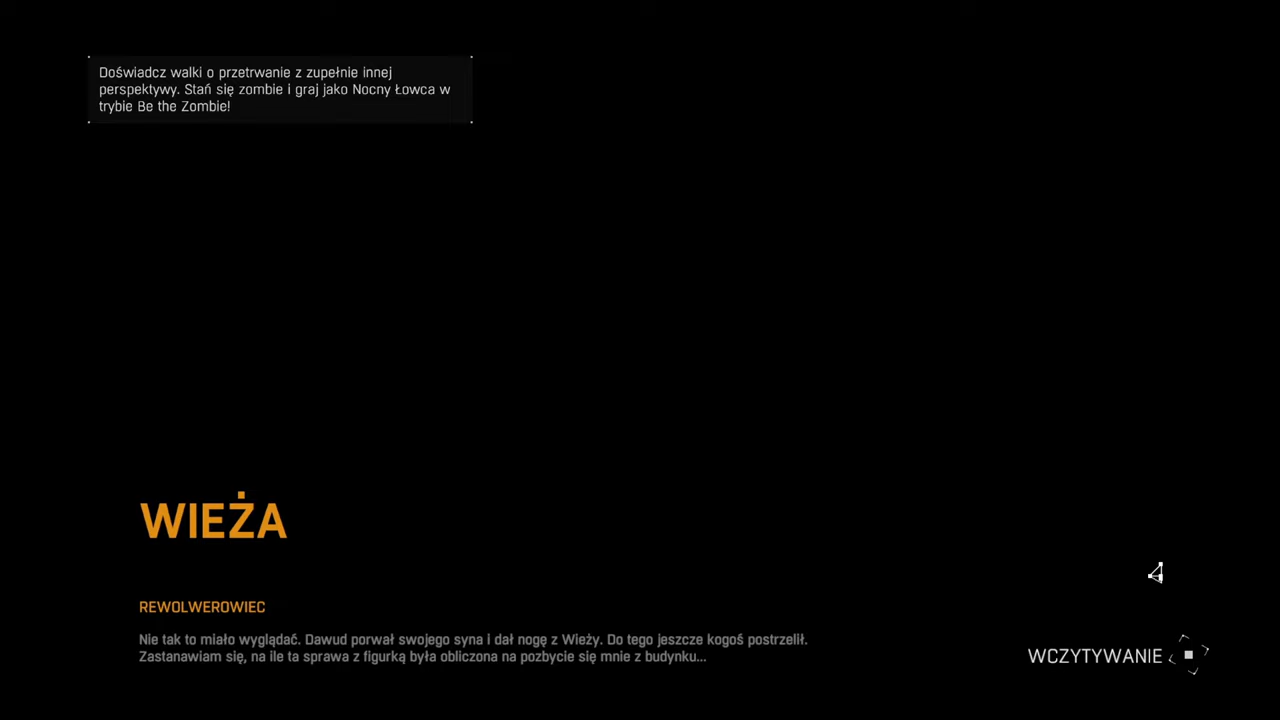 Doświadcz walki o przetrwanie z zupełnie innej
perspektywy. Stań się zombie i graj jako Nocny Łowca w
trybie Be the Zombie!
WIEŻA
REWOLWEROWIEC
Nie tak to miało wyglądać. Dawud porwał swojego syna i dał nogę z Wieży. Do tego jeszcze kogoś postrzelił.
Zastanawiam się, na ile ta sprawa z figurką była obliczona na pozbycie się mnie z budynku...
WCZYTYWANIE